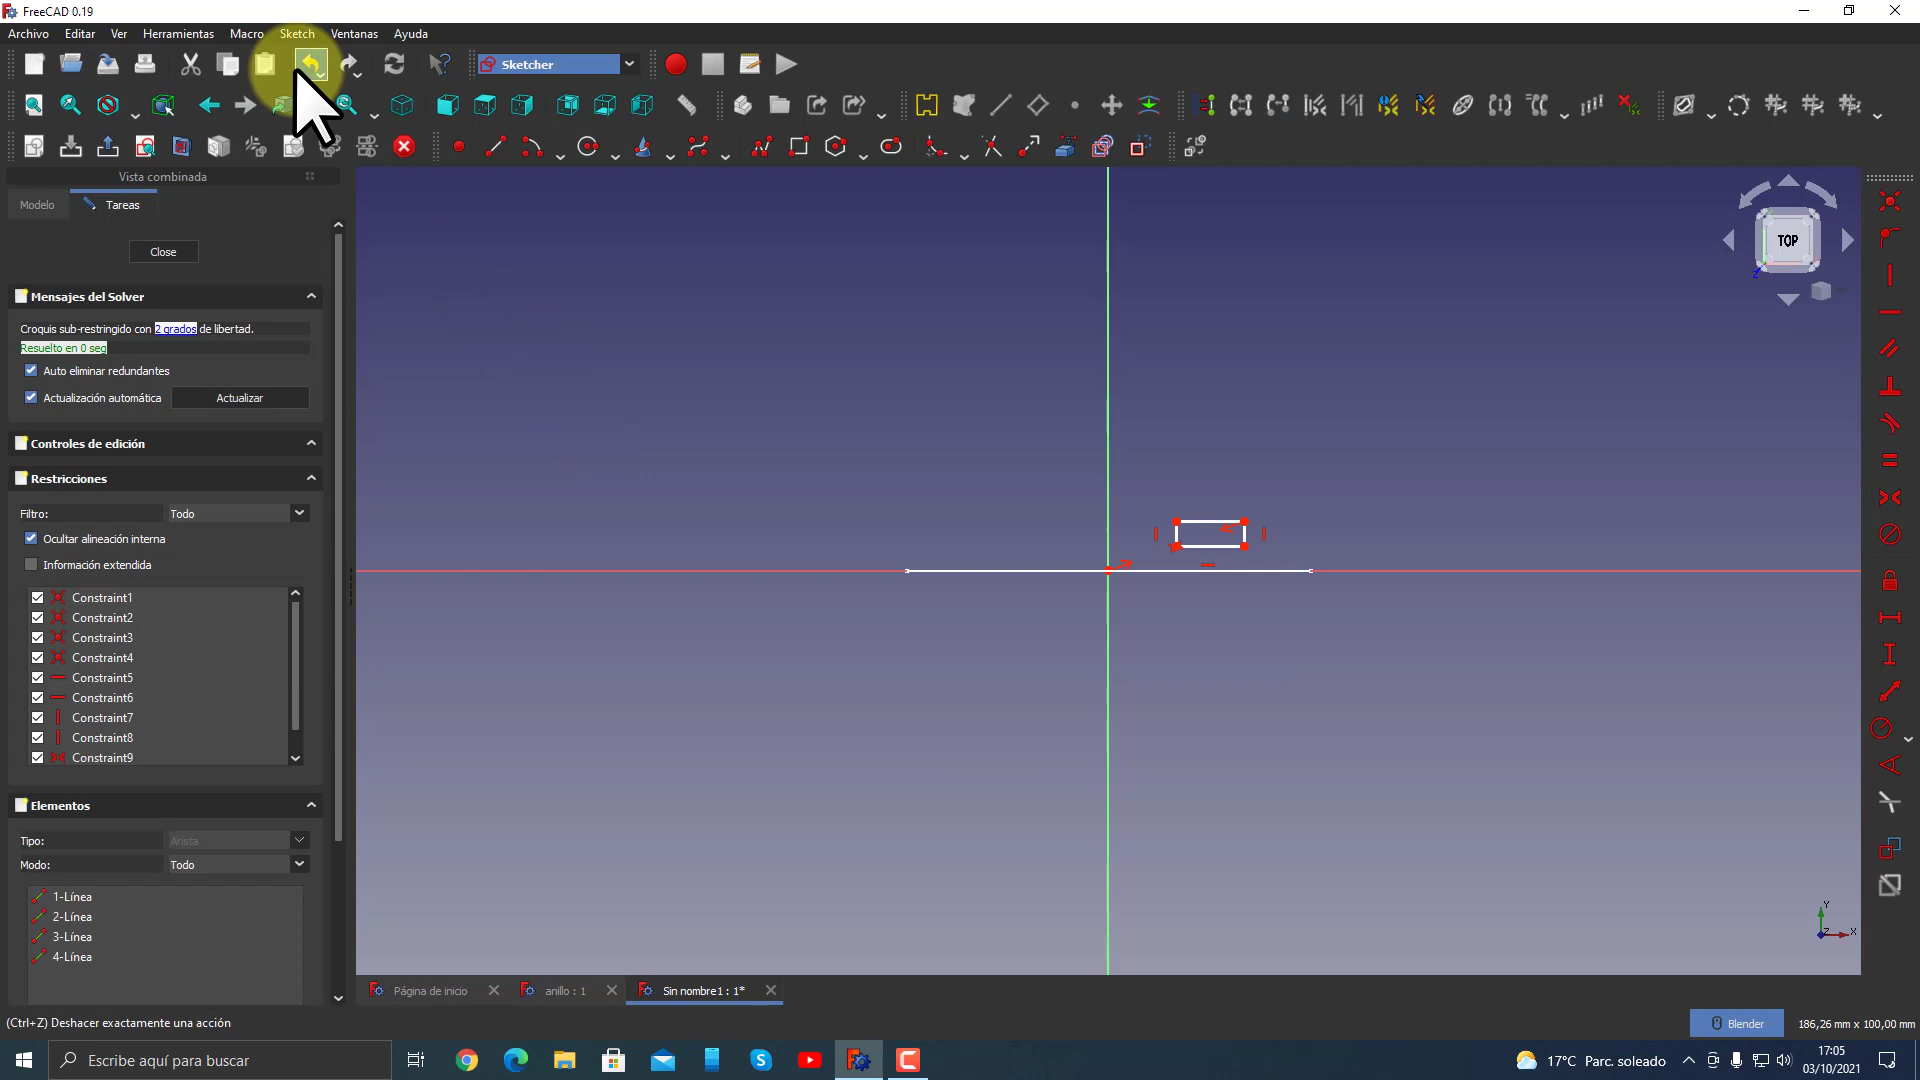 FreeCAD 0.19
Archivo Editar Ver Herramientas Macro Sketch Ventanas Ayuda
Sketcher
Vista combinada
Modelo Tareas
Close
Mensajes del Solver
Croquis sub-restringido con 2 grados de libertad.
Resuelto en 0 seg
Auto eliminar redundantes
Actualización automática Actualizar
Controles de edición
Restricciones
Filtro: Todo
Ocultar alineación interna
Información extendida
Constraint1
Constraint2
Constraint3
Constraint4
Constraint5
Constraint6
Constraint7
Constraint8
Constraint9
Elementos
Tipo: Arista
Modo: Todo
1-Línea
2-Línea
3-Línea
4-Línea
TOP
Y
Z X
Z
Página de inicio anillo : 1 Sin nombre1 : 1*
(Ctrl+Z) Deshacer exactamente una acción
Blender 186,26 mm x 100,00 mm
Escribe aquí para buscar
17°C Parc. soleado
17:05
03/10/2021